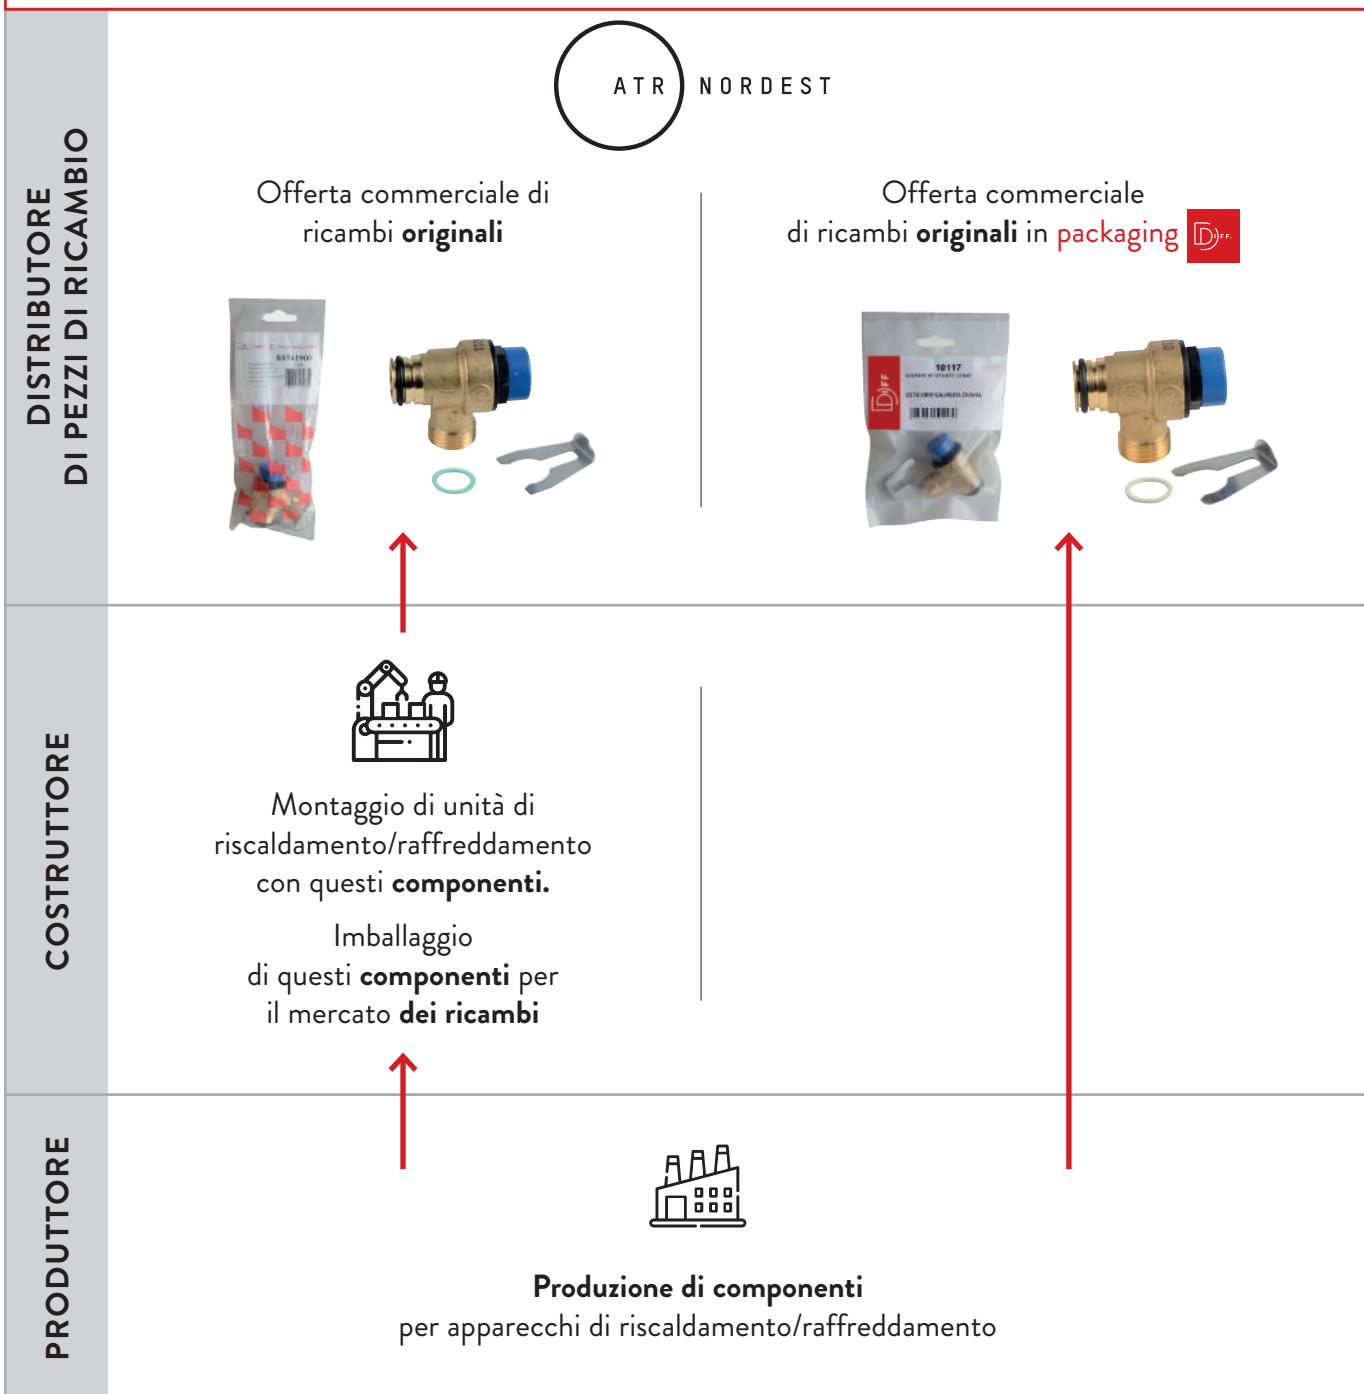 DISTRIBUTORE
DI PEZZI DI RICAMBIO
ATR NORDEST
Offerta commerciale di
ricambi originali
Offerta commerciale
di ricambi originali in packaging DIFF.
DIFF
10117
COSTRUTTORE
Montaggio di unità di
riscaldamento/raffreddamento
con questi componenti.
Imballaggio
di questi componenti per
il mercato dei ricambi
PRODUTTORE
Produzione di componenti
per apparecchi di riscaldamento/raffreddamento